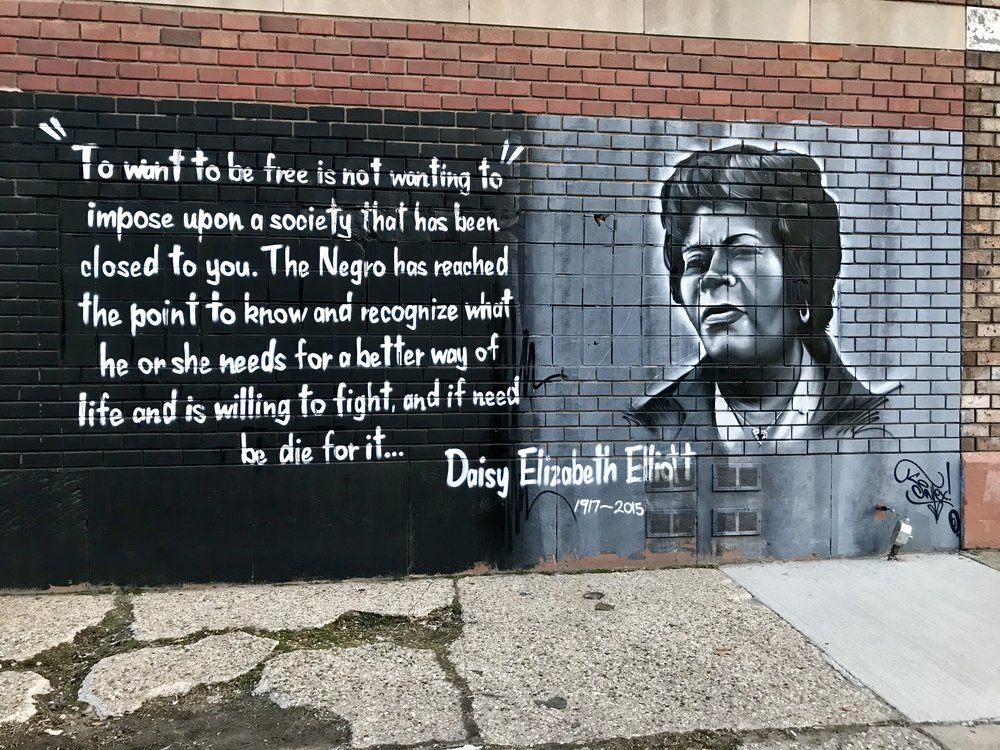 "To want to be free is not wanting to"
impose upon a society that has been
closed to you. The Negro has reached
the point to know and recognize what
he or she needs for a better way of
life and is willing to fight, and if need
be die for it...
Daisy Elizabeth Elliott
1917~2015